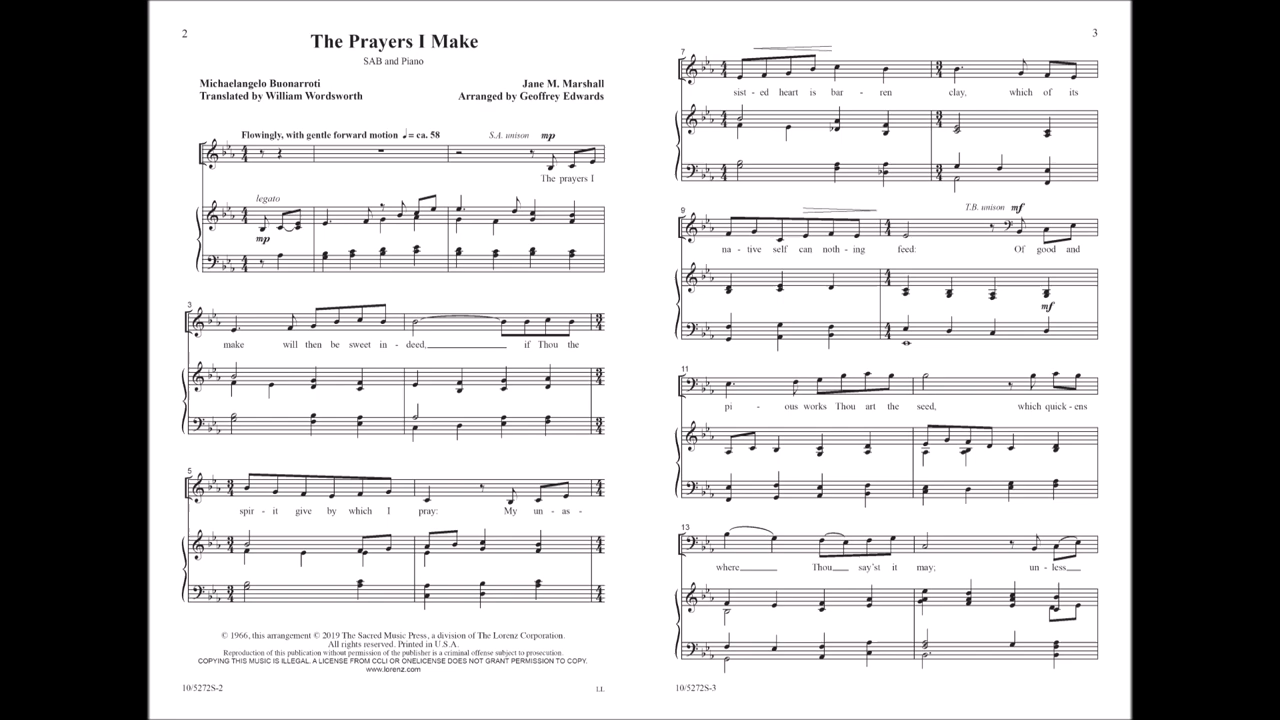 2
The Prayers I Make
SAB and Piano
Michaelangelo Buonarroti
Translated by William Wordsworth
Jane M. Marshall
Arranged by Geoffrey Edwards
Flowingly, with gentle forward motion ♩= ca. 58
S.A. unison mp
The prayers I
legato
mp
3
make will then be sweet in - deed, if Thou the
5
spir - it give by which I pray: My un - as -
© 1966, this arrangement © 2019 The Sacred Music Press, a division of The Lorenz Corporation.
All rights reserved. Printed in U.S.A.
Reproduction of this publication without permission of the publisher is a criminal offense subject to prosecution.
COPYING THIS MUSIC IS ILLEGAL. A LICENSE FROM CCLI OR ONELICENSE DOES NOT GRANT PERMISSION TO COPY.
www.lorenz.com
10/5272S-2
LL
3
7
sist - ed heart is bar - ren clay, which of its
9
T.B. unison mf
na - tive self can noth - ing feed: Of good and
mf
11
pi - ous works Thou art the seed, which quick - ens
13
where Thou say'st it may; un - less
10/5272S-3